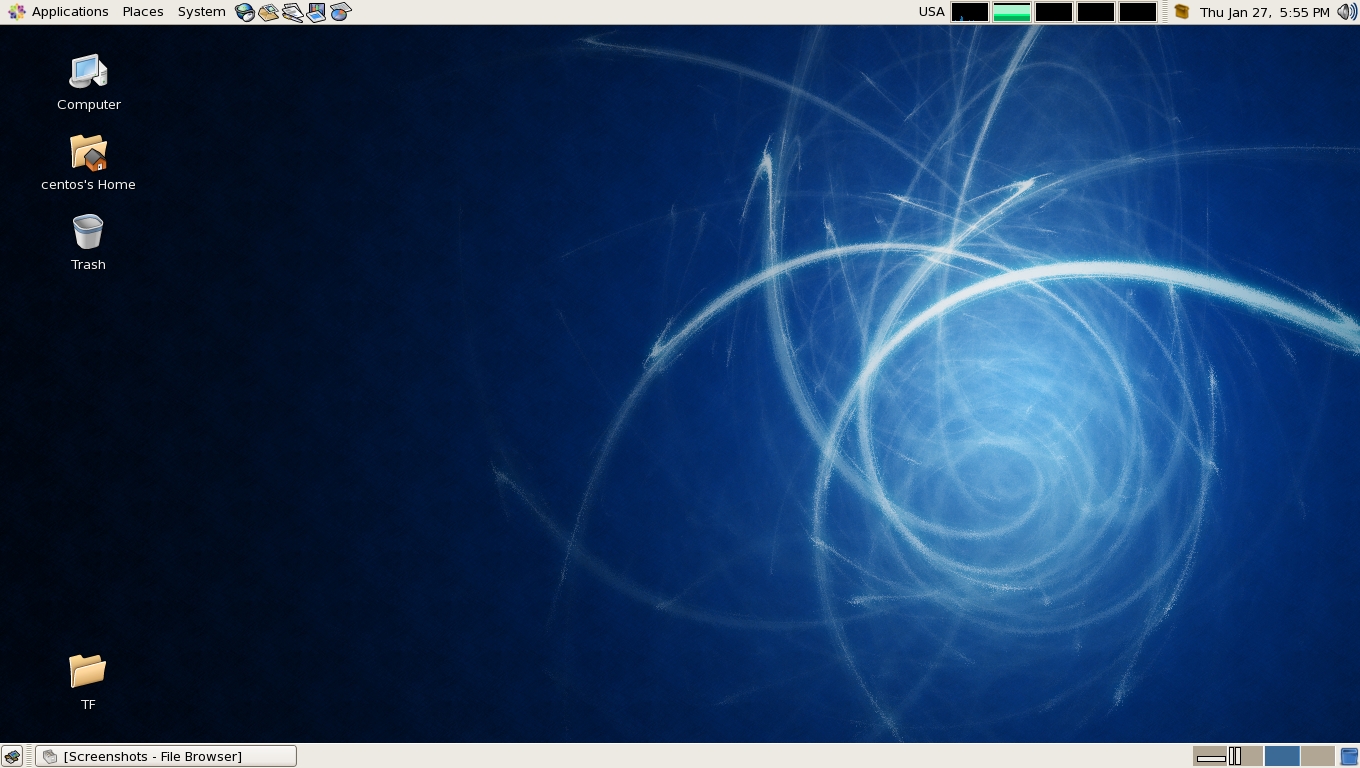 Applications Places System USA Thu Jan 27, 5:55 PM
Computer
centos's Home
Trash
TF
[Screenshots - File Browser]